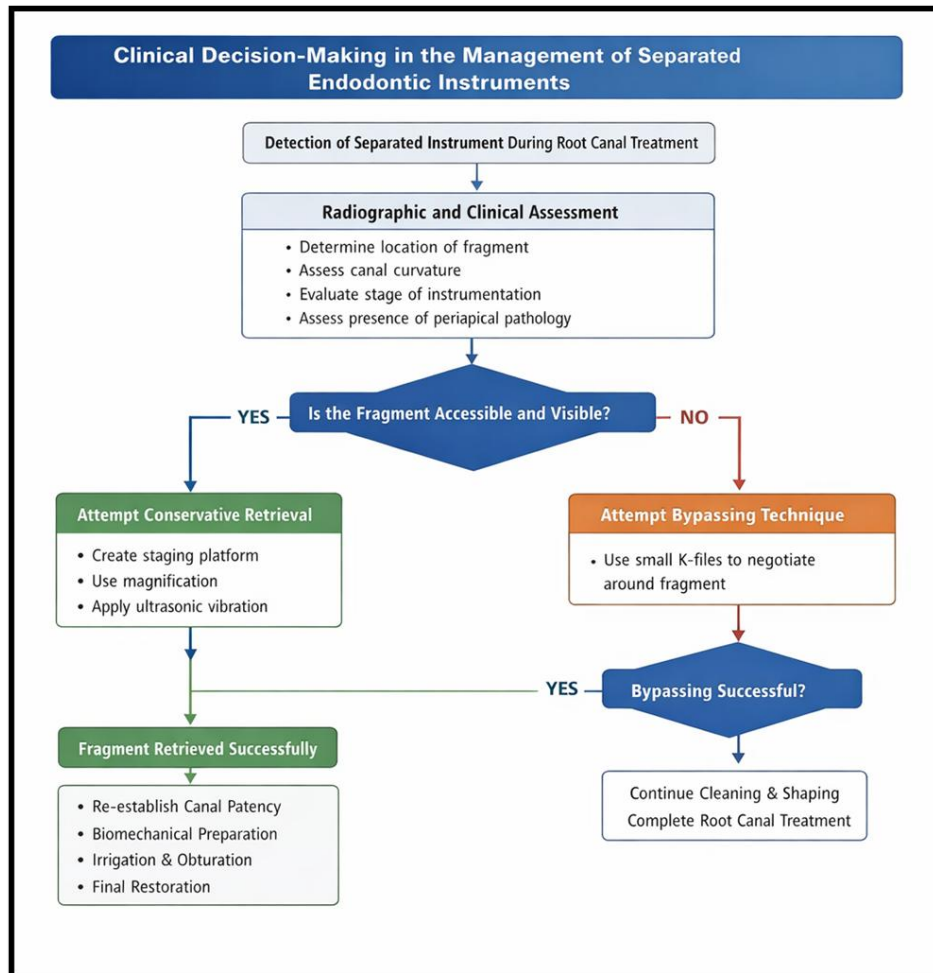 Clinical Decision-Making in the Management of Separated
Endodontic Instruments
Detection of Separated Instrument During Root Canal Treatment
Radiographic and Clinical Assessment
• Determine location of fragment
• Assess canal curvature
• Evaluate stage of instrumentation
• Assess presence of periapical pathology
Is the Fragment Accessible and Visible?
YES
NO
Attempt Conservative Retrieval
• Create staging platform
• Use magnification
• Apply ultrasonic vibration
Attempt Bypassing Technique
• Use small K-files to negotiate
around fragment
Bypassing Successful?
YES
Fragment Retrieved Successfully
• Re-establish Canal Patency
• Biomechanical Preparation
• Irrigation & Obturation
• Final Restoration
Continue Cleaning & Shaping
Complete Root Canal Treatment